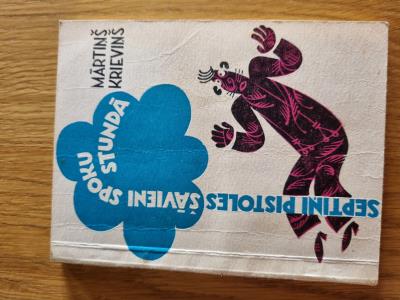 MĀRTIŅŠ
KRIEVIŅŠ
SEPTIŅI PISTOLES
ŠĀVIENI SPOKU
STUNDĀ